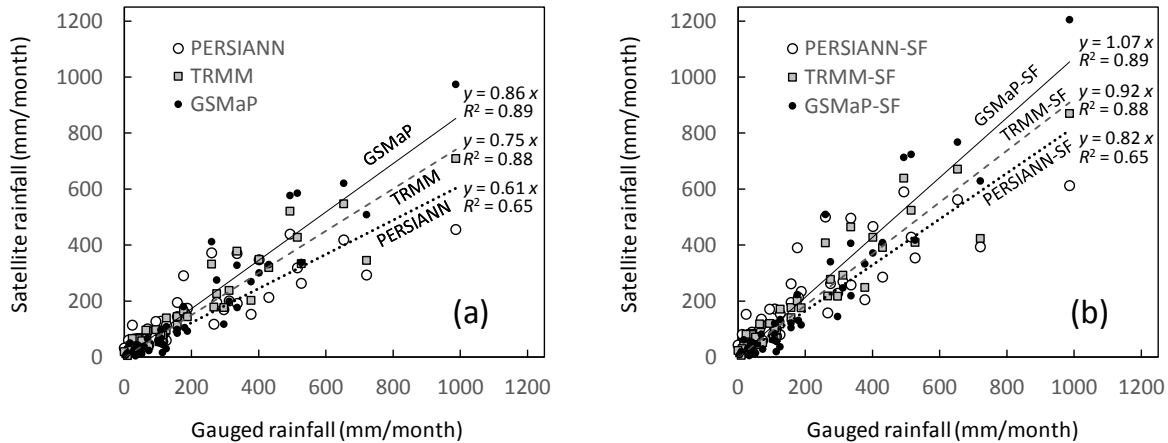 1200
1000
800
600
400
200
0
Satellite rainfall (mm/month)
PERSIANN
TRMM
GSMaP
y = 0.86 x
R² = 0.89
y = 0.75 x
R² = 0.88
y = 0.61 x
R² = 0.65
GSMaP
TRMM
PERSIANN
(a)
0 200 400 600 800 1000 1200
Gauged rainfall (mm/month)
1200
1000
800
600
400
200
0
Satellite rainfall (mm/month)
PERSIANN-SF
TRMM-SF
GSMaP-SF
y = 1.07 x
R² = 0.89
y = 0.92 x
R² = 0.88
y = 0.82 x
R² = 0.65
GSMaP-SF
TRMM-SF
PERSIANN-SF
(b)
0 200 400 600 800 1000 1200
Gauged rainfall (mm/month)